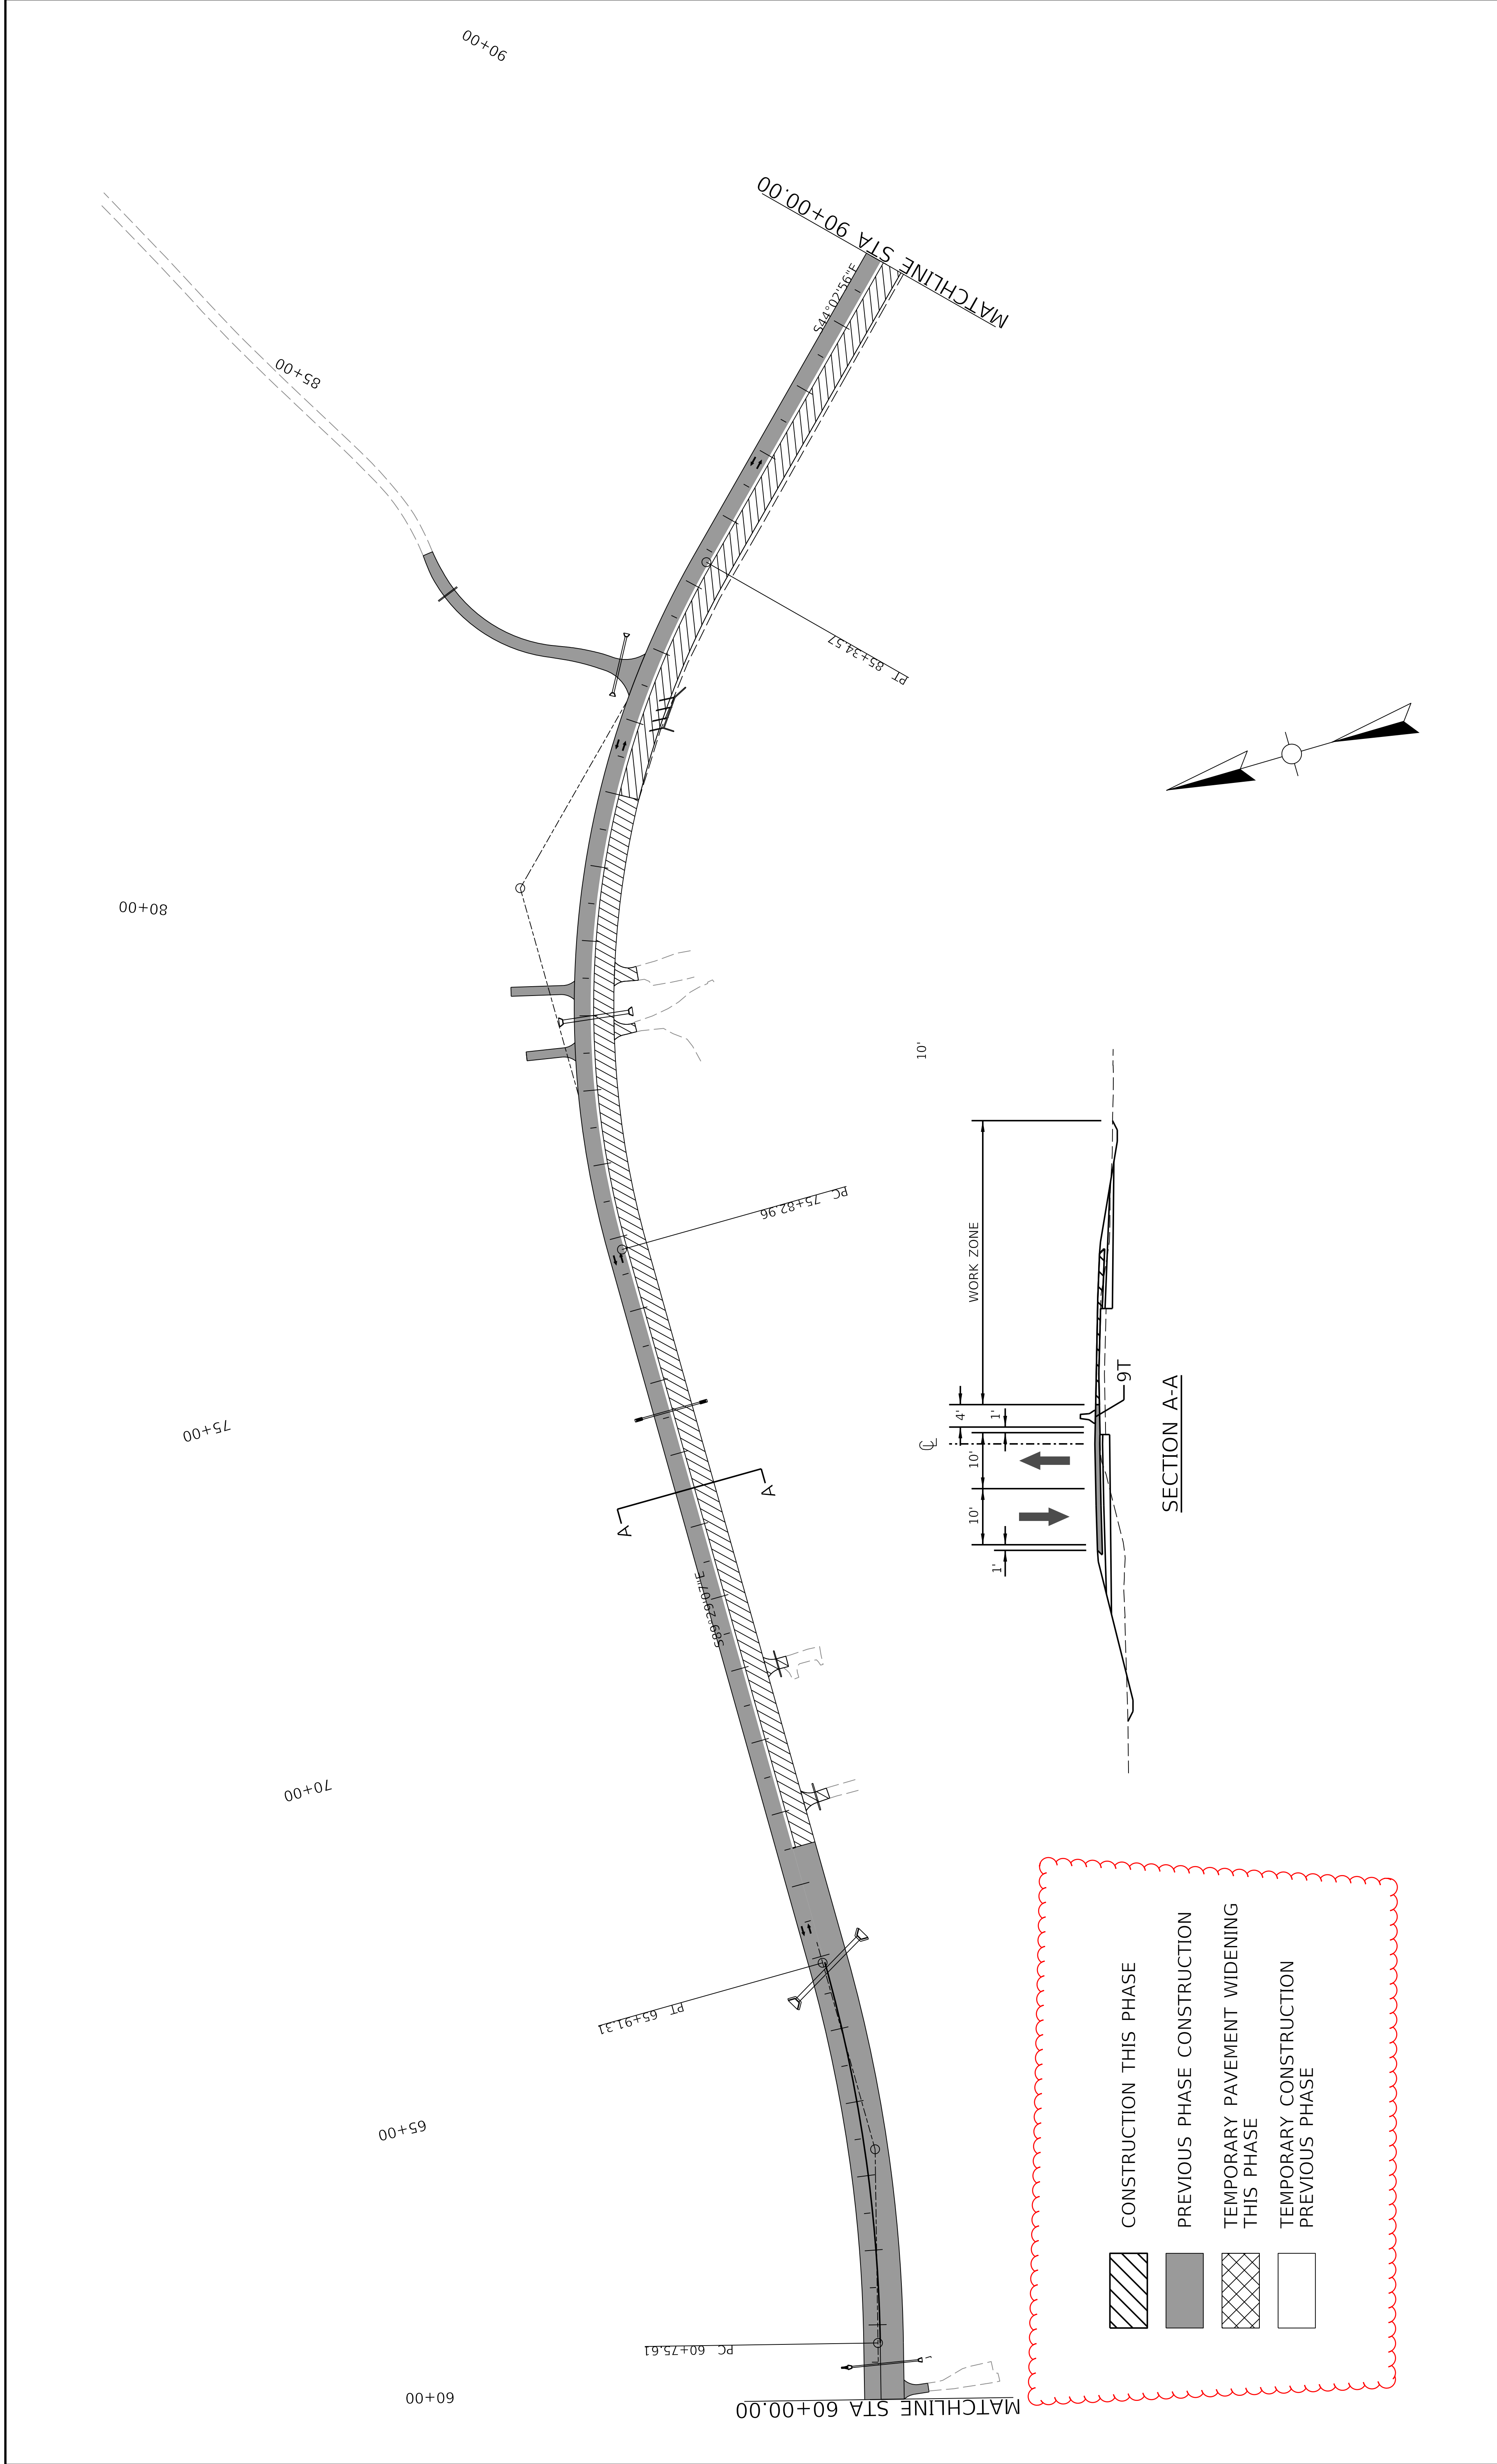 90+00
MATCHLINE STA 90+00.00
S44°02'56"E
85+00
PT 85+34.57
80+00
PC 75+82.96
75+00
A
A
S89°29'07"E
70+00
PT 65+91.31
65+00
PC 60+75.61
60+00
MATCHLINE STA 60+00.00
10'
WORK ZONE
4'
1'
10'
10'
1'
℄
9T
SECTION A-A
CONSTRUCTION THIS PHASE
PREVIOUS PHASE CONSTRUCTION
TEMPORARY PAVEMENT WIDENING
THIS PHASE
TEMPORARY CONSTRUCTION
PREVIOUS PHASE